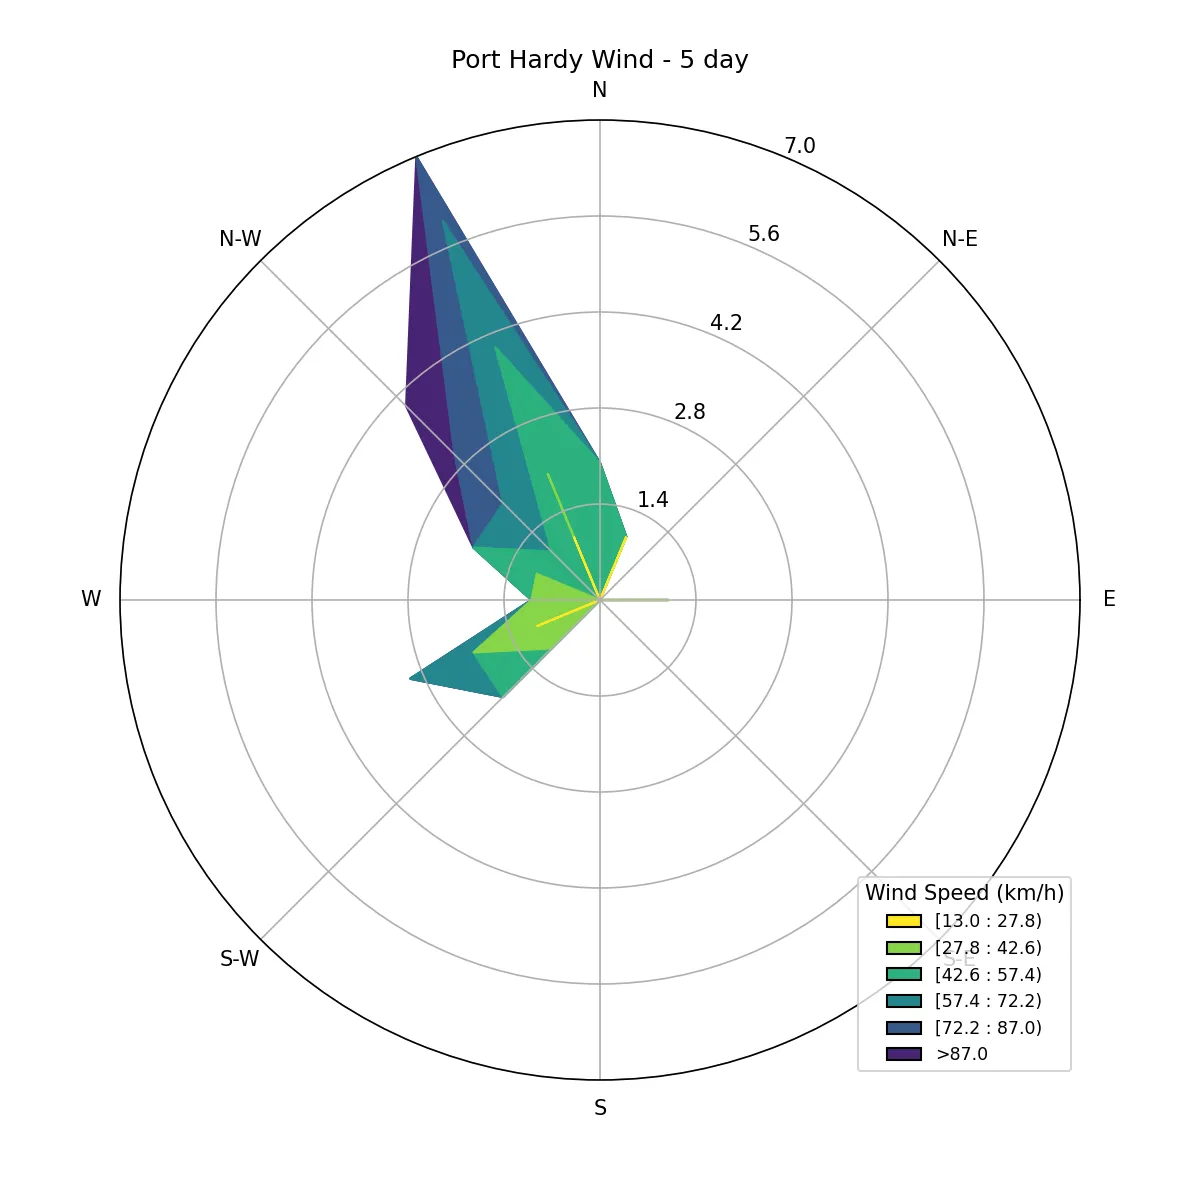 Port Hardy Wind - 5 day
N
7.0
N-W
N-E
5.6
4.2
2.8
1.4
W
E
S-W
S-E
S
Wind Speed (km/h)
[13.0 : 27.8)
[27.8 : 42.6)
[42.6 : 57.4)
[57.4 : 72.2)
[72.2 : 87.0)
>87.0